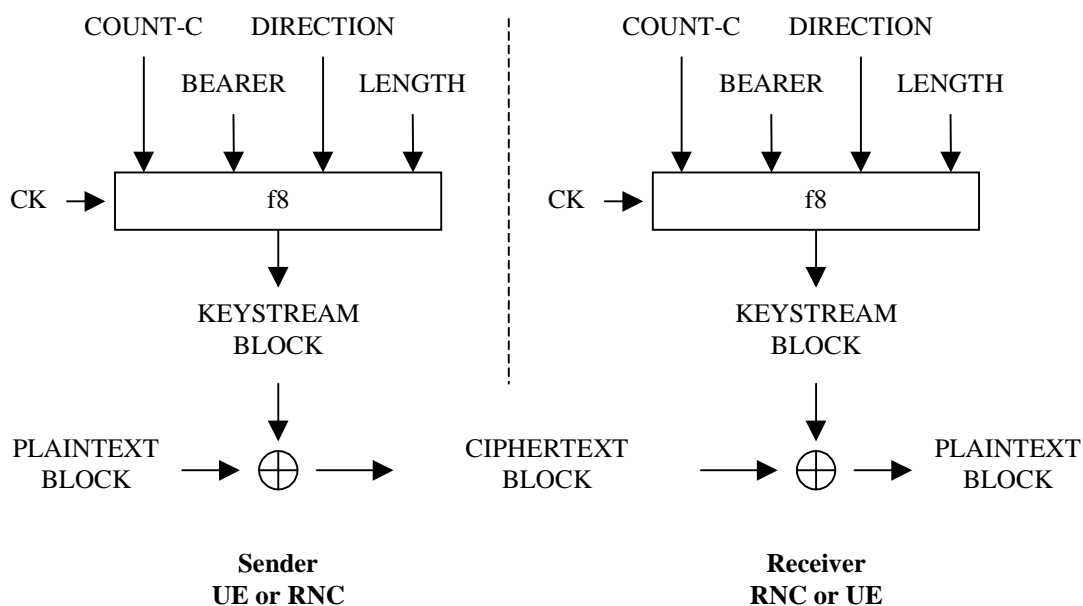 COUNT-C DIRECTION COUNT-C DIRECTION
BEARER LENGTH BEARER LENGTH
CK f8 CK f8
KEYSTREAM
BLOCK
KEYSTREAM
BLOCK
PLAINTEXT
BLOCK
CIPHERTEXT
BLOCK
PLAINTEXT
BLOCK
Sender
UE or RNC
Receiver
RNC or UE